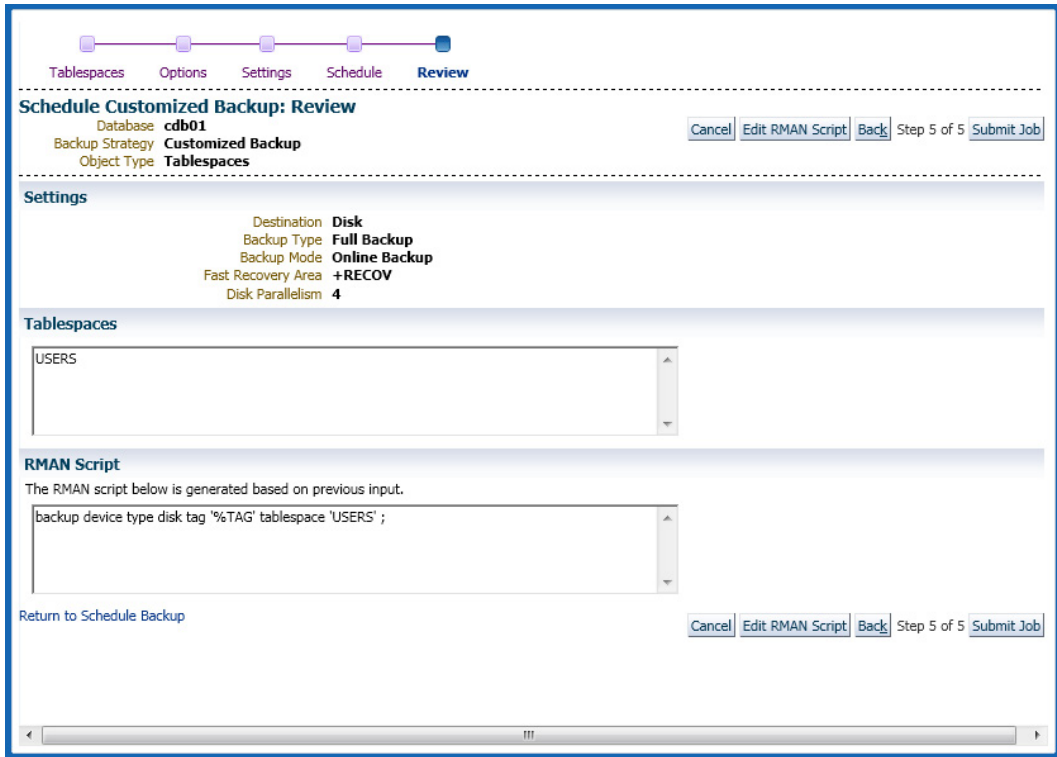 Tablespaces Options Settings Schedule Review
Schedule Customized Backup: Review
Database cdb01
Backup Strategy Customized Backup
Object Type Tablespaces
Cancel Edit RMAN Script Back Step 5 of 5 Submit Job
Settings
Destination Disk
Backup Type Full Backup
Backup Mode Online Backup
Fast Recovery Area +RECOV
Disk Parallelism 4
Tablespaces
USERS
RMAN Script
The RMAN script below is generated based on previous input.
backup device type disk tag '%TAG' tablespace 'USERS' ;
Return to Schedule Backup
Cancel Edit RMAN Script Back Step 5 of 5 Submit Job